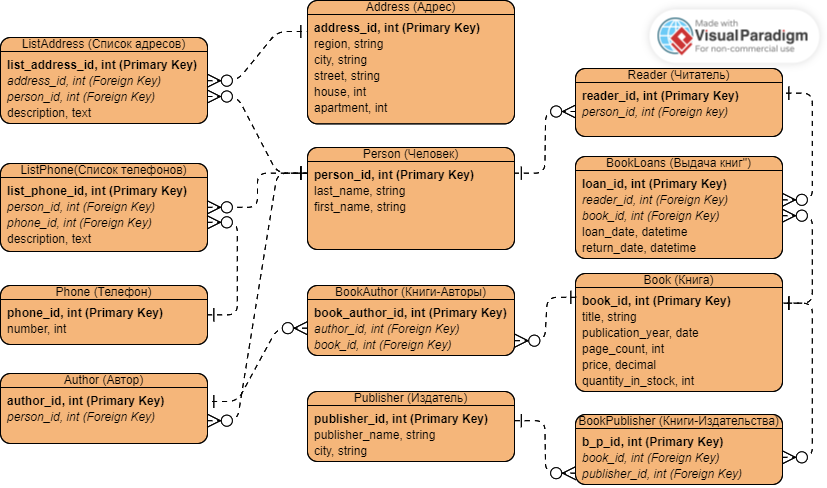 Address (Адрес)
address_id, int (Primary Key)
region, string
city, string
street, string
house, int
apartment, int
Made with
VisualParadigm
For non-commercial use
ListAddress (Список адресов)
list_address_id, int (Primary Key)
address_id, int (Foreign Key)
person_id, int (Foreign Key)
description, text
Reader (Читатель)
reader_id, int (Primary Key)
person_id, int (Foreign key)
Person (Человек)
person_id, int (Primary Key)
last_name, string
first_name, string
ListPhone(Список телефонов)
list_phone_id, int (Primary Key)
person_id, int (Foreign Key)
phone_id, int (Foreign Key)
description, text
BookLoans (Выдача книг")
loan_id, int (Primary Key)
reader_id, int (Foreign Key)
book_id, int (Foreign Key)
loan_date, datetime
return_date, datetime
Phone (Телефон)
phone_id, int (Primary Key)
number, int
BookAuthor (Книги-Авторы)
book_author_id, int (Primary Key)
author_id, int (Foreign Key)
book_id, int (Foreign Key)
Book (Книга)
book_id, int (Primary Key)
title, string
publication_year, date
page_count, int
price, decimal
quantity_in_stock, int
Author (Автор)
author_id, int (Primary Key)
person_id, int (Foreign Key)
Publisher (Издатель)
publisher_id, int (Primary Key)
publisher_name, string
city, string
BookPublisher (Книги-Издательства)
b_p_id, int (Primary Key)
book_id, int (Foreign Key)
publisher_id, int (Foreign Key)